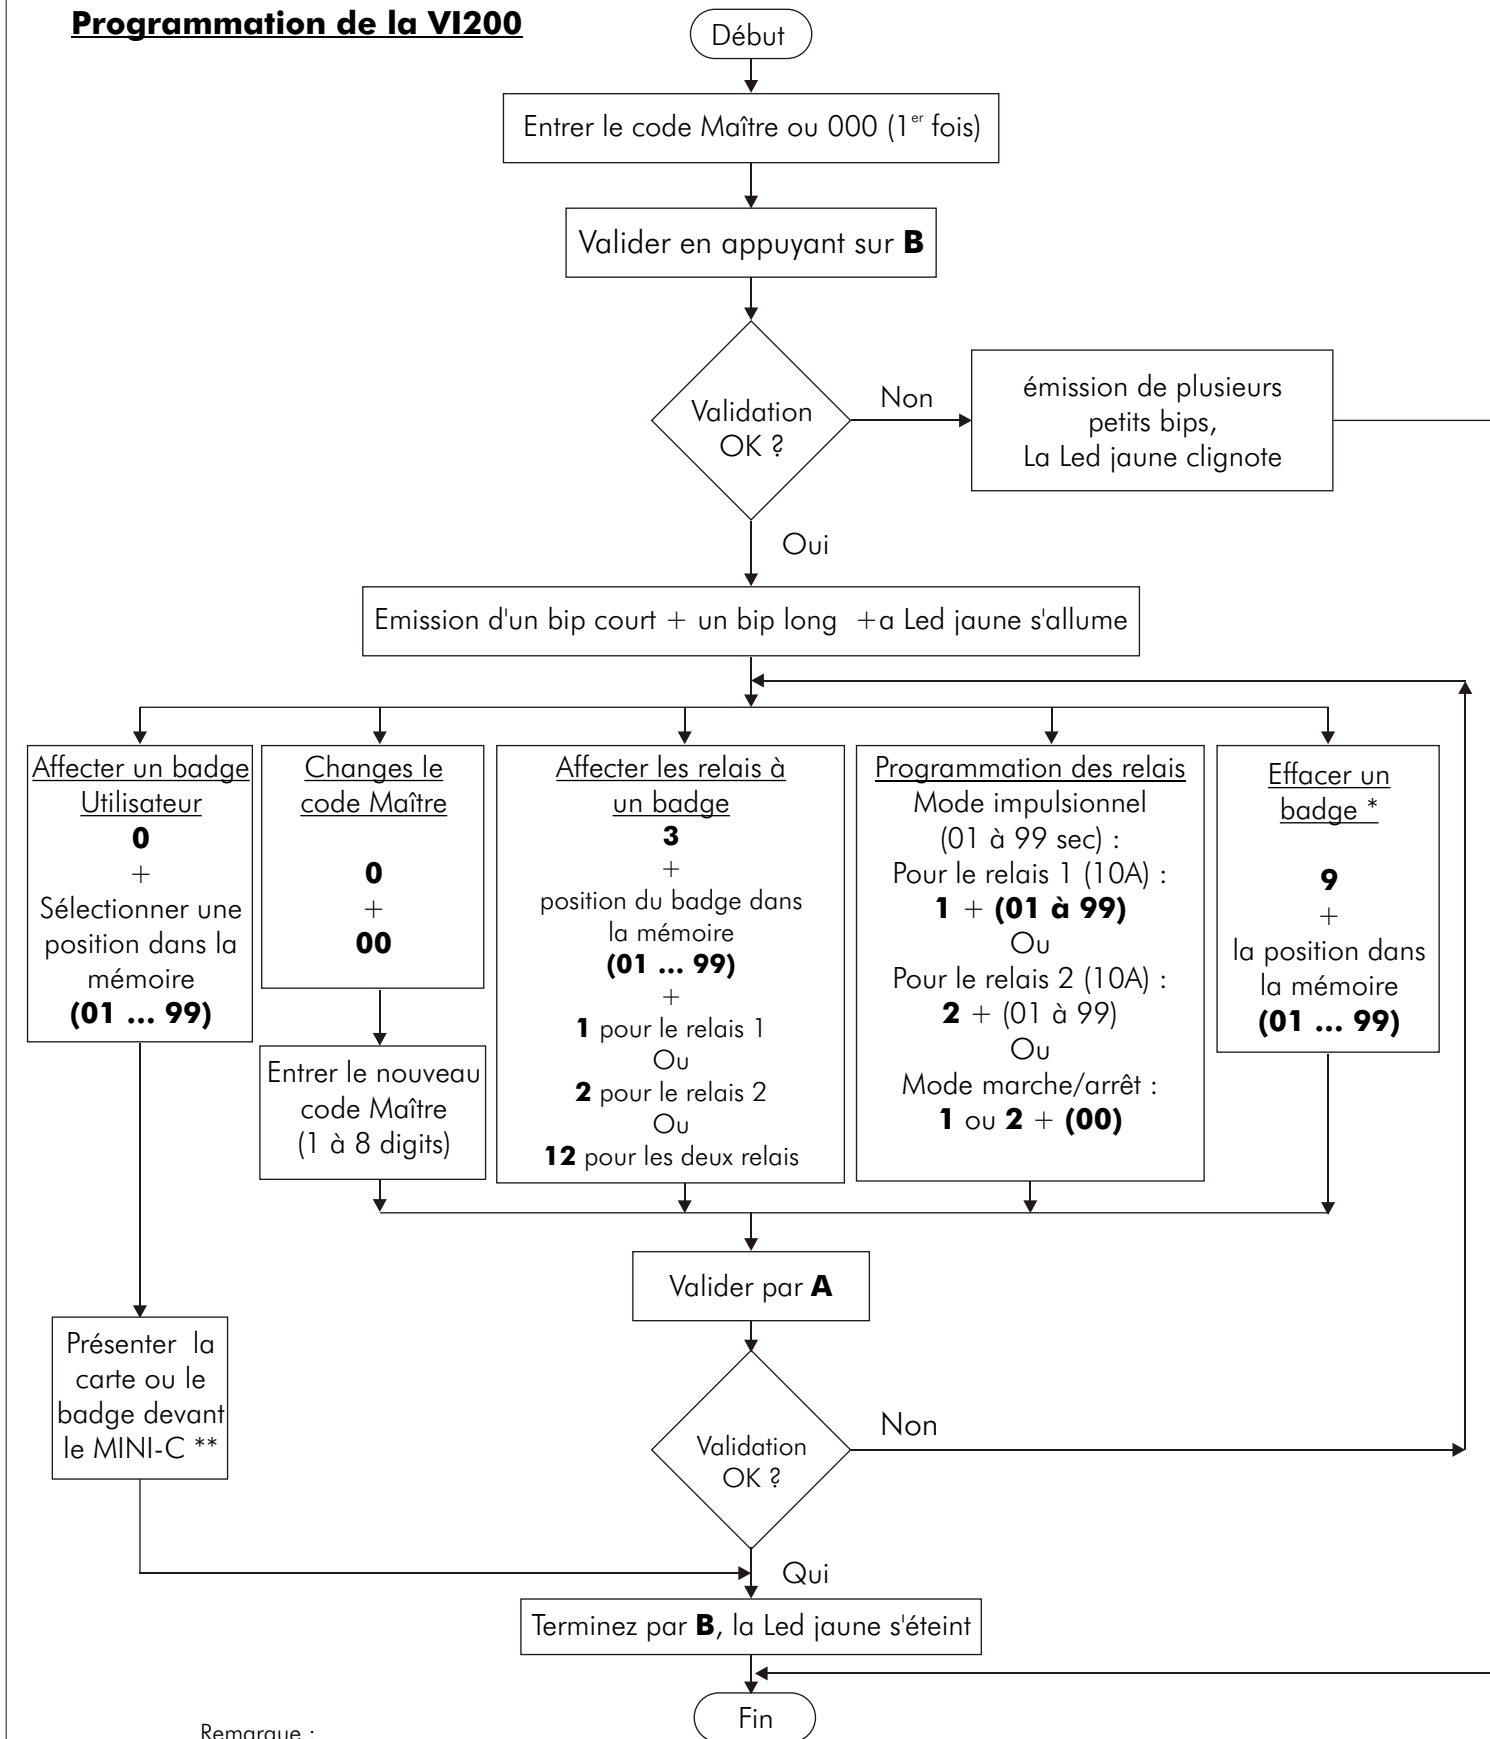 Programmation de la VI200
Début
Entrer le code Maître ou 000 (1er fois)
Valider en appuyant sur B
Validation
OK ?
Non
émission de plusieurs
petits bips,
La Led jaune clignote
Oui
Emission d'un bip court + un bip long +a Led jaune s'allume
Affecter un badge
Utilisateur
0
+
Sélectionner une
position dans la
mémoire
(01 ... 99)
Changes le
code Maître
0
+
00
Entrer le nouveau
code Maître
(1 à 8 digits)
Affecter les relais à
un badge
3
+
position du badge dans
la mémoire
(01 ... 99)
+
1 pour le relais 1
Ou
2 pour le relais 2
Ou
12 pour les deux relais
Programmation des relais
Mode impulsionnel
(01 à 99 sec) :
Pour le relais 1 (10A) :
1 + (01 à 99)
Ou
Pour le relais 2 (10A) :
2 + (01 à 99)
Ou
Mode marche/arrêt :
1 ou 2 + (00)
Effacer un
badge *
9
+
la position dans
la mémoire
(01 ... 99)
Valider par A
Présenter la
carte ou le
badge devant
le MINI-C **
Validation
OK ?
Non
Qui
Terminez par B, la Led jaune s'éteint
Fin
Remarque :